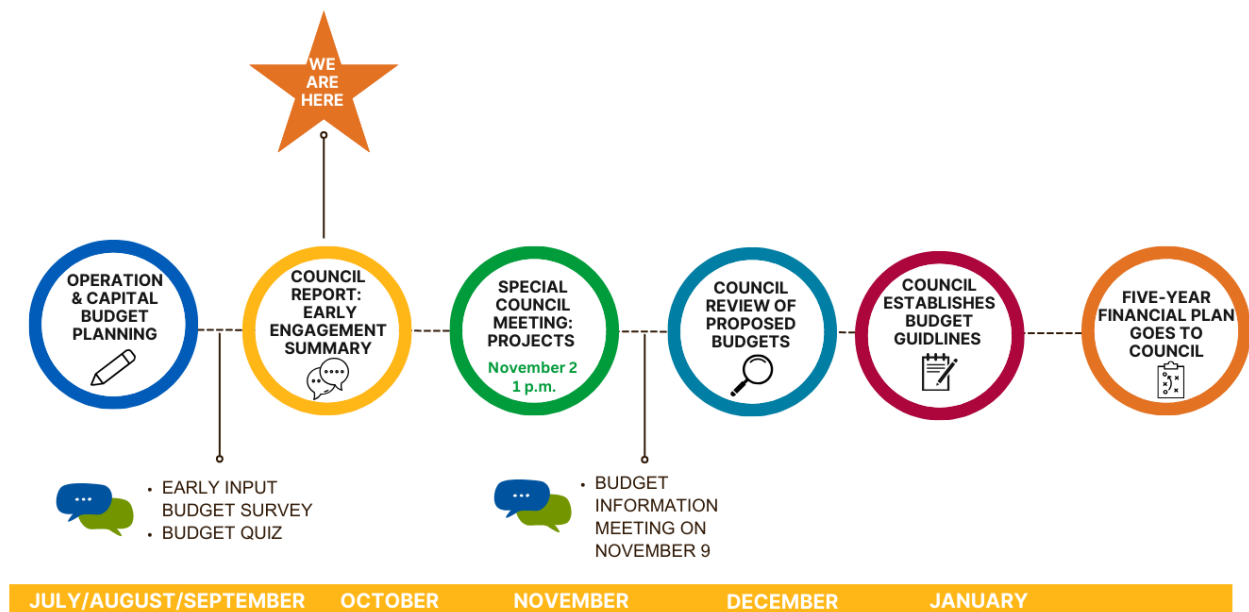 WE
ARE
HERE
OPERATION
& CAPITAL
BUDGET
PLANNING
COUNCIL
REPORT:
EARLY
ENGAGEMENT
SUMMARY
SPECIAL
COUNCIL
MEETING:
PROJECTS
November 2
1 p.m.
COUNCIL
REVIEW OF
PROPOSED
BUDGETS
COUNCIL
ESTABLISHES
BUDGET
GUIDLINES
FIVE-YEAR
FINANCIAL PLAN
GOES TO
COUNCIL
• EARLY INPUT
BUDGET SURVEY
• BUDGET QUIZ
• BUDGET
INFORMATION
MEETING ON
NOVEMBER 9
JULY/AUGUST/SEPTEMBER OCTOBER NOVEMBER DECEMBER JANUARY